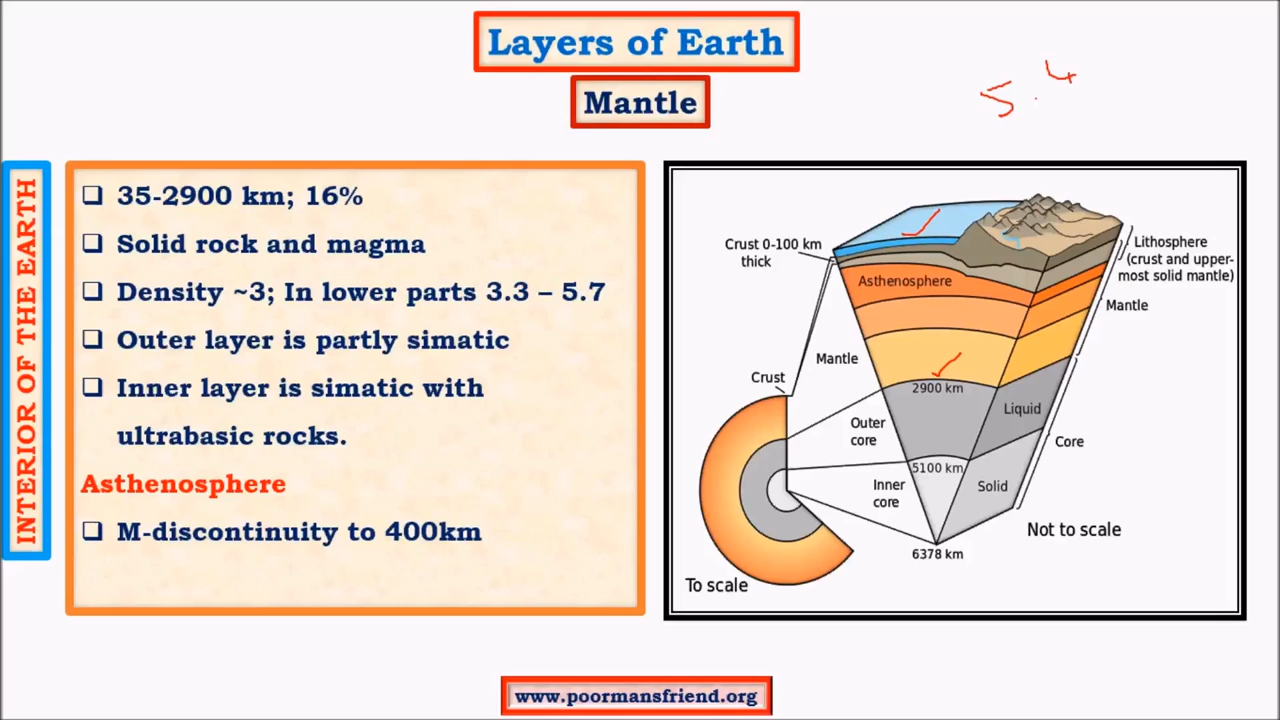 Layers of Earth
Mantle
5.4
INTERIOR OF THE EARTH
❑ 35-2900 km; 16%
❑ Solid rock and magma
❑ Density ~3; In lower parts 3.3 – 5.7
❑ Outer layer is partly simatic
❑ Inner layer is simatic with
ultrabasic rocks.
Asthenosphere
❑ M-discontinuity to 400km
Crust 0-100 km
thick
Asthenosphere
Lithosphere
(crust and upper-
most solid mantle)
Mantle
Mantle
Crust
2900 km
Liquid
Outer
core
Core
5100 km
Inner
core
Solid
Not to scale
6378 km
To scale
www.poormansfriend.org